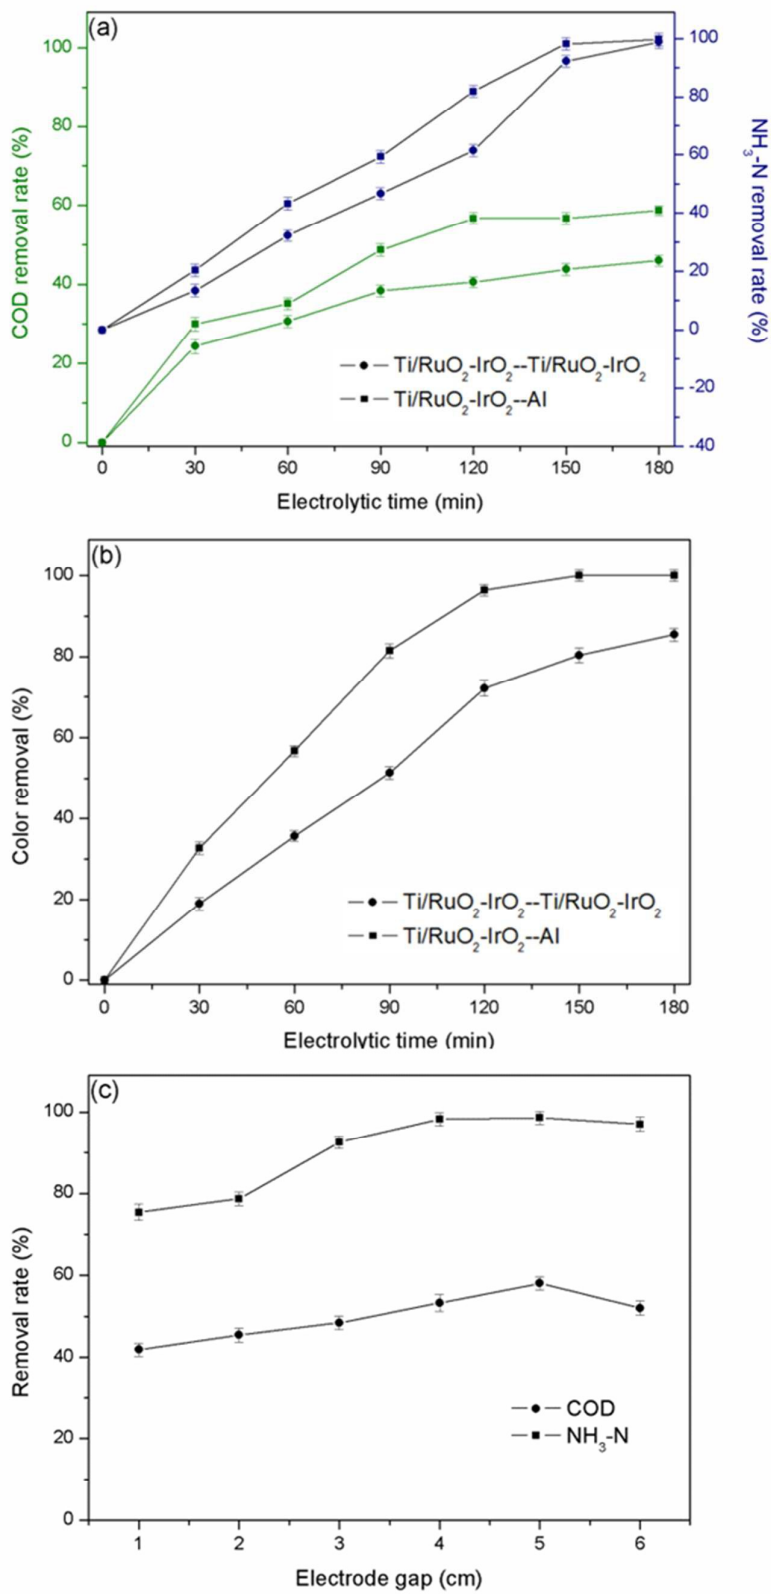 (a)
COD removal rate (%)
100
80
60
40
20
0
NH3-N removal rate (%)
100
80
60
40
20
0
-20
-40
Ti/RuO2-IrO2--Ti/RuO2-IrO2
Ti/RuO2-IrO2--Al
0 30 60 90 120 150 180
Electrolytic time (min)
(b)
Color removal (%)
100
80
60
40
20
0
Ti/RuO2-IrO2--Ti/RuO2-IrO2
Ti/RuO2-IrO2--Al
0 30 60 90 120 150 180
Electrolytic time (min)
(c)
Removal rate (%)
100
80
60
40
20
0
COD
NH3-N
1 2 3 4 5 6
Electrode gap (cm)